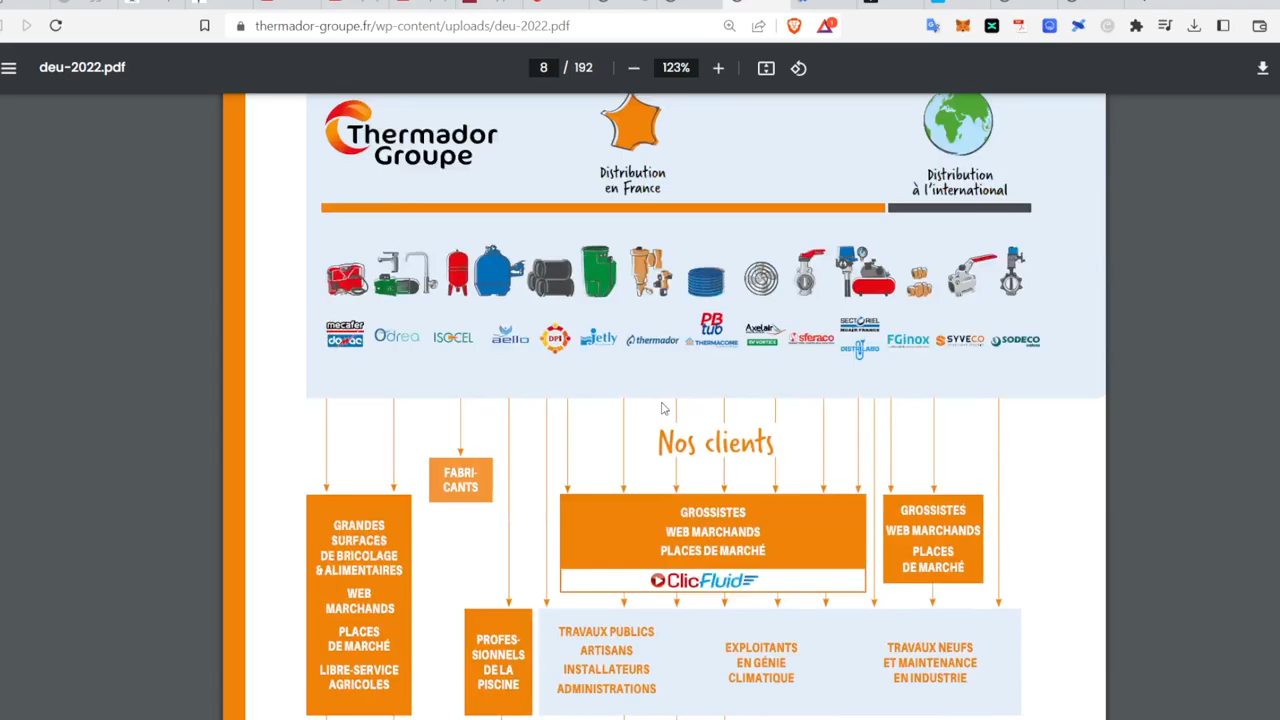 thermador-groupe.fr/wp-content/uploads/deu-2022.pdf
deu-2022.pdf
8 / 192
123%
Thermador
Groupe
Distribution
en France
Distribution
à l'international
mecafer
Odrea
ISOCEL
aello
DPI
jetly
thermador
PB
tub
THERMACOME
Axelair
sferaco
SECTORIEL
DISTRILABO
FGinox
SYVECO
SODECO
Nos clients
FABRI-
CANTS
GRANDES
SURFACES
DE BRICOLAGE
& ALIMENTAIRES
WEB
MARCHANDS
PLACES
DE MARCHÉ
LIBRE-SERVICE
AGRICOLES
GROSSISTES
WEB MARCHANDS
PLACES DE MARCHÉ
ClicFluid
GROSSISTES
WEB MARCHANDS
PLACES
DE MARCHÉ
PROFES-
SIONNELS
DE LA
PISCINE
TRAVAUX PUBLICS
ARTISANS
INSTALLATEURS
ADMINISTRATIONS
EXPLOITANTS
EN GÉNIE
CLIMATIQUE
TRAVAUX NEUFS
ET MAINTENANCE
EN INDUSTRIE